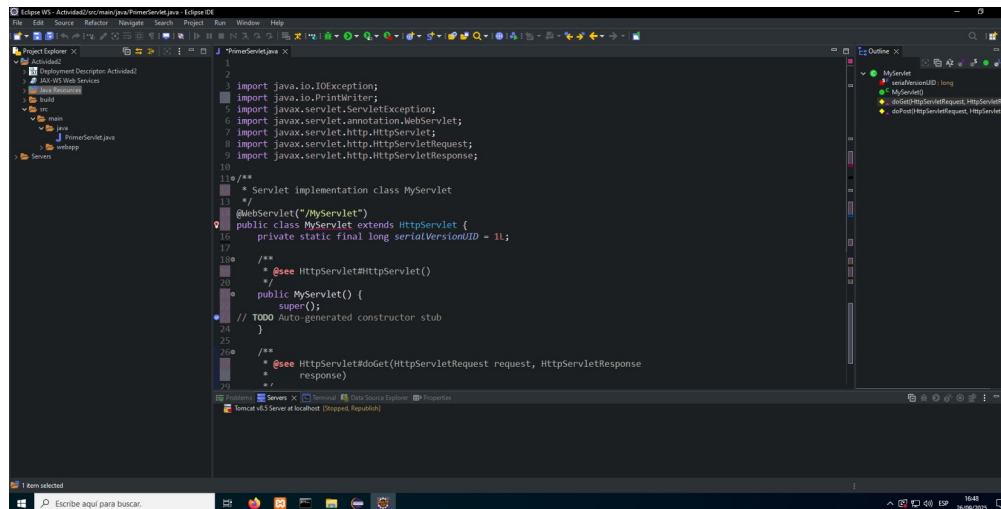 Eclipse WS - Actividad2/src/main/java/PrimerServlet.java - Eclipse IDE
File Edit Source Refactor Navigate Search Project Run Window Help
Project Explorer
Actividad2
Deployment Descriptor: Actividad2
JAX-WS Web Services
Java Resources
build
src
main
java
PrimerServlet.java
webapp
Servers
*PrimerServlet.java
1
2
3 import java.io.IOException;
import java.io.PrintWriter;
5 import javax.servlet.ServletException;
6 import javax.servlet.annotation.WebServlet;
7 import javax.servlet.http.HttpServlet;
8 import javax.servlet.http.HttpServletRequest;
9 import javax.servlet.http.HttpServletResponse;
10
11 /**
* Servlet implementation class MyServlet
13 */
@WebServlet("/MyServlet")
public class MyServlet extends HttpServlet {
16 private static final long serialVersionUID = 1L;
17
18 /**
* @see HttpServlet#HttpServlet()
20 */
public MyServlet() {
super();
// TODO Auto-generated constructor stub
24 }
25
26 /**
* @see HttpServlet#doGet(HttpServletRequest request, HttpServletResponse
* response)
29 */
Outline
MyServlet
serialVersionUID : long
MyServlet()
doGet(HttpServletRequest, HttpServletR
doPost(HttpServletRequest, HttpServlet
Problems Servers Terminal Data Source Explorer Properties
Tomcat v8.5 Server at localhost [Stopped, Republish]
1 item selected
Escribe aquí para buscar.
ESP
16:48
26/09/2025